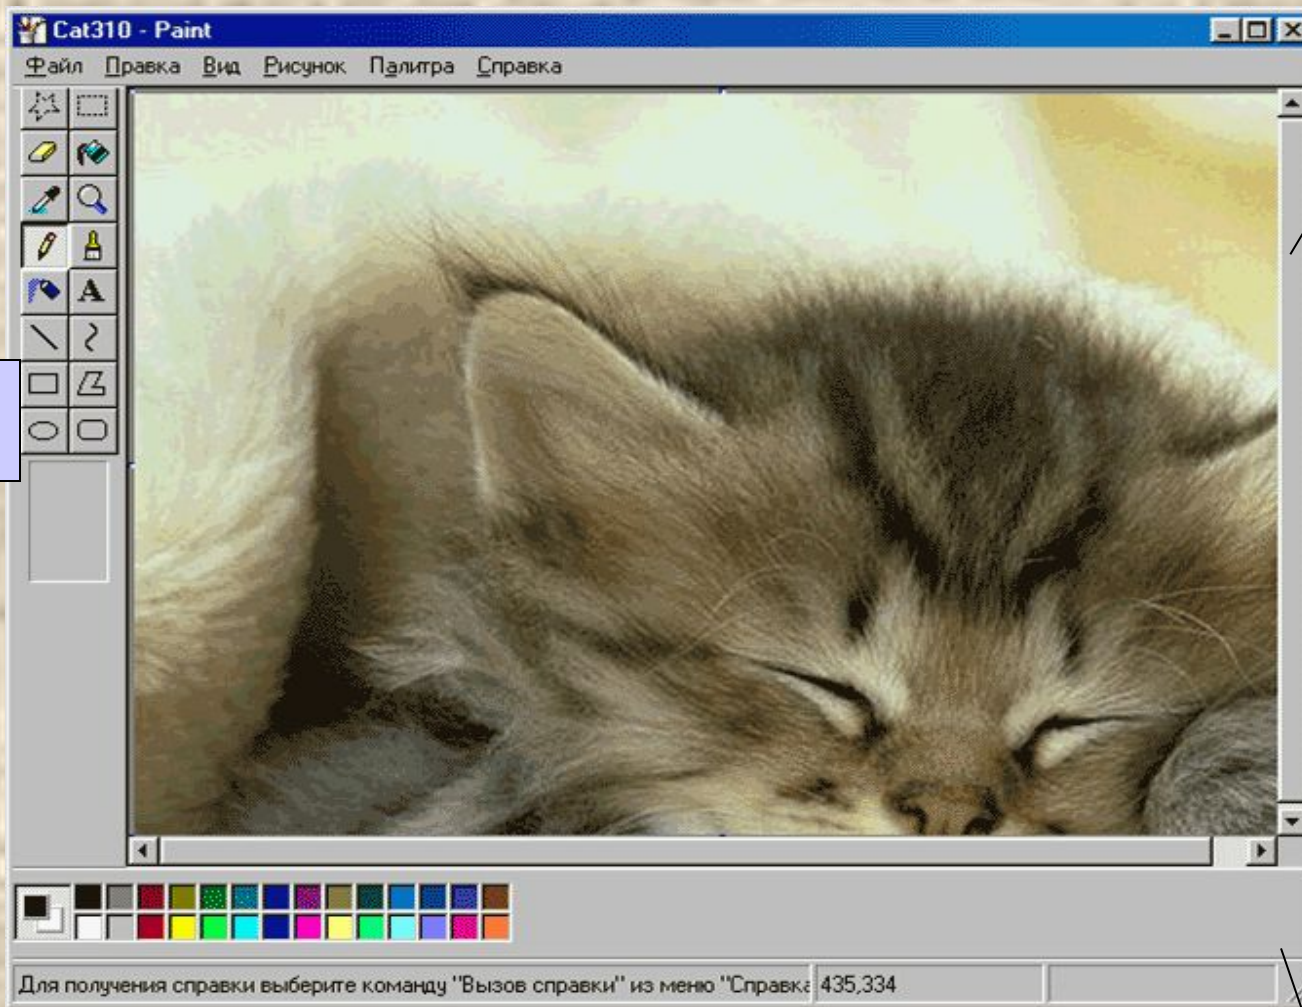 Cat310 - Paint
Файл Правка Вид Рисунок Палитра Справка
A
Для получения справки выберите команду "Вызов справки" из меню "Справка
435,334